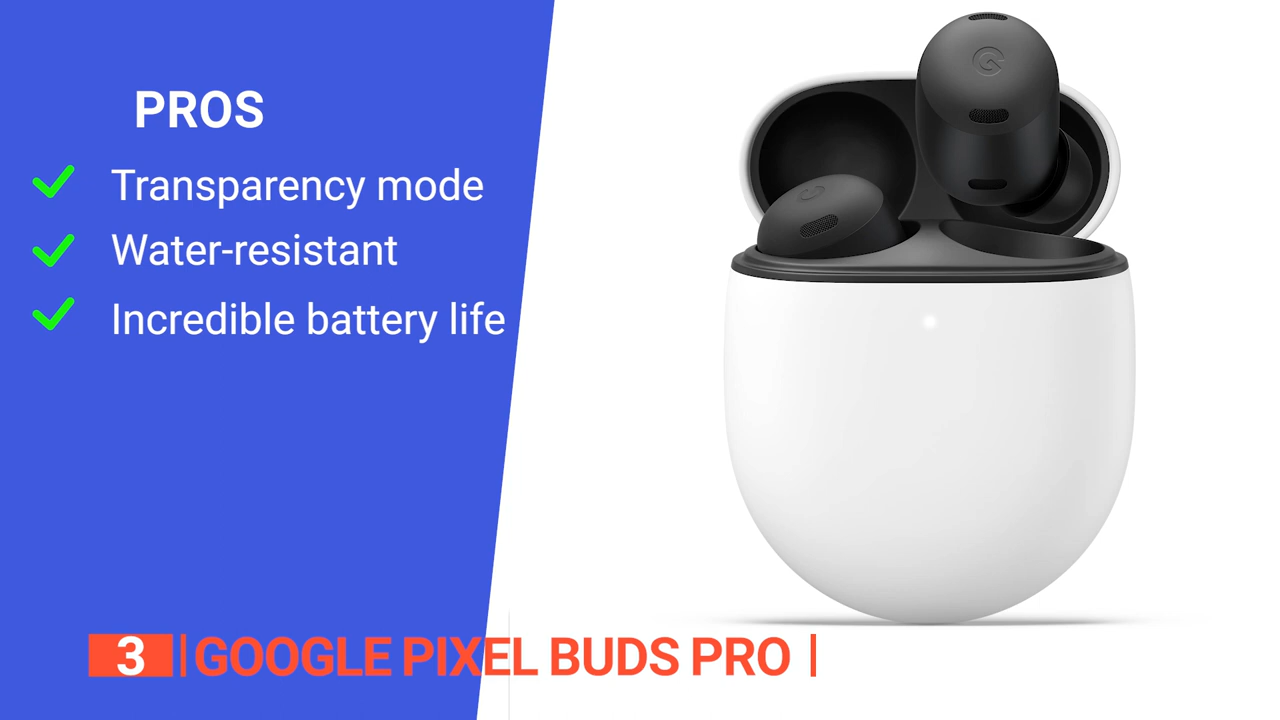 PROS
Transparency mode
Water-resistant
Incredible battery life
3 GOOGLE PIXEL BUDS PRO